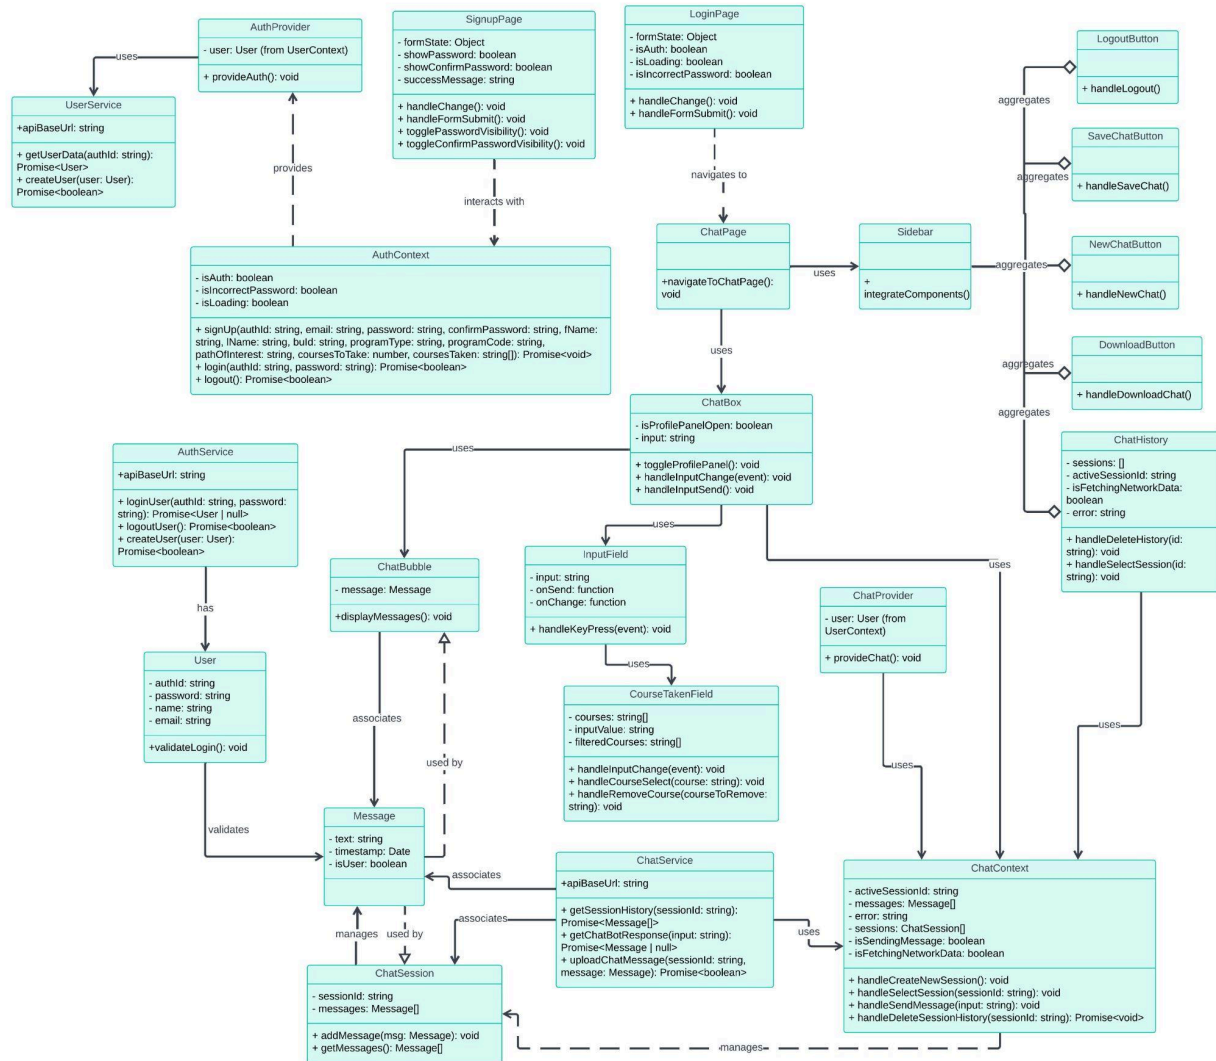 AuthProvider
- user: User (from UserContext)
+ provideAuth(): void
uses
UserService
+apiBaseUrl: string
+ getUserData(authId: string):
Promise<User>
+ createUser(user: User):
Promise<boolean>
provides
SignupPage
- formState: Object
- showPassword: boolean
- showConfirmPassword: boolean
- successMessage: string
+ handleChange(): void
+ handleFormSubmit(): void
+ togglePasswordVisibility(): void
+ toggleConfirmPasswordVisibility(): void
interacts with
LoginPage
- formState: Object
- isAuth: boolean
- isLoading: boolean
- isIncorrectPassword: boolean
+ handleChange(): void
+ handleFormSubmit(): void
navigates to
AuthContext
- isAuth: boolean
- isIncorrectPassword: boolean
- isLoading: boolean
+ signUp(authId: string, email: string, password: string, confirmPassword: string, fName:
string, lName: string, buId: string, programType: string, programCode: string,
pathOfInterest: string, coursesToTake: number, coursesTaken: string[]): Promise<void>
+ login(authId: string, password: string): Promise<boolean>
+ logout(): Promise<boolean>
ChatPage
+navigateToChatPage():
void
uses
Sidebar
+
integrateComponents()
aggregates
LogoutButton
+ handleLogout()
aggregates
SaveChatButton
+ handleSaveChat()
aggregates
NewChatButton
+ handleNewChat()
aggregates
DownloadButton
+ handleDownloadChat()
aggregates
ChatHistory
- sessions: []
- activeSessionId: string
- isFetchingNetworkData:
boolean
- error: string
+ handleDeleteHistory(id:
string): void
+ handleSelectSession(id:
string): void
uses
uses
ChatBox
- isProfilePanelOpen: boolean
- input: string
+ toggleProfilePanel(): void
+ handleInputChange(event): void
+ handleInputSend(): void
uses
uses
uses
AuthService
+apiBaseUrl: string
+ loginUser(authId: string, password:
string): Promise<User | null>
+ logoutUser(): Promise<boolean>
+ createUser(user: User):
Promise<boolean>
has
User
- authId: string
- password: string
- name: string
- email: string
+validateLogin(): void
validates
ChatBubble
- message: Message
+displayMessages(): void
associates
used by
InputField
- input: string
- onSend: function
- onChange: function
+ handleKeyPress(event): void
uses
CourseTakenField
- courses: string[]
- inputValue: string
- filteredCourses: string[]
+ handleInputChange(event): void
+ handleCourseSelect(course: string): void
+ handleRemoveCourse(courseToRemove:
string): void
ChatProvider
- user: User (from
UserContext)
+ provideChat(): void
uses
Message
- text: string
- timestamp: Date
- isUser: boolean
manages
used by
associates
associates
ChatService
+apiBaseUrl: string
+ getSessionHistory(sessionId: string):
Promise<Message[]>
+ getChatBotResponse(input: string):
Promise<Message | null>
+ uploadChatMessage(sessionId: string,
message: Message): Promise<boolean>
uses
ChatContext
- activeSessionId: string
- messages: Message[]
- error: string
- sessions: ChatSession[]
- isSendingMessage: boolean
- isFetchingNetworkData: boolean
+ handleCreateNewSession(): void
+ handleSelectSession(sessionId: string): void
+ handleSendMessage(input: string): void
+ handleDeleteSessionHistory(sessionId: string): Promise<void>
manages
ChatSession
- sessionId: string
- messages: Message[]
+ addMessage(msg: Message): void
+ getMessages(): Message[]